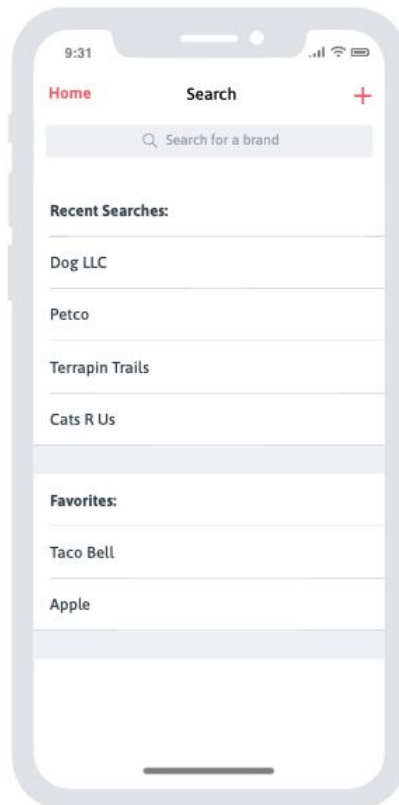 9:31
Home Search +
Search for a brand
Recent Searches:
Dog LLC
Petco
Terrapin Trails
Cats R Us
Favorites:
Taco Bell
Apple